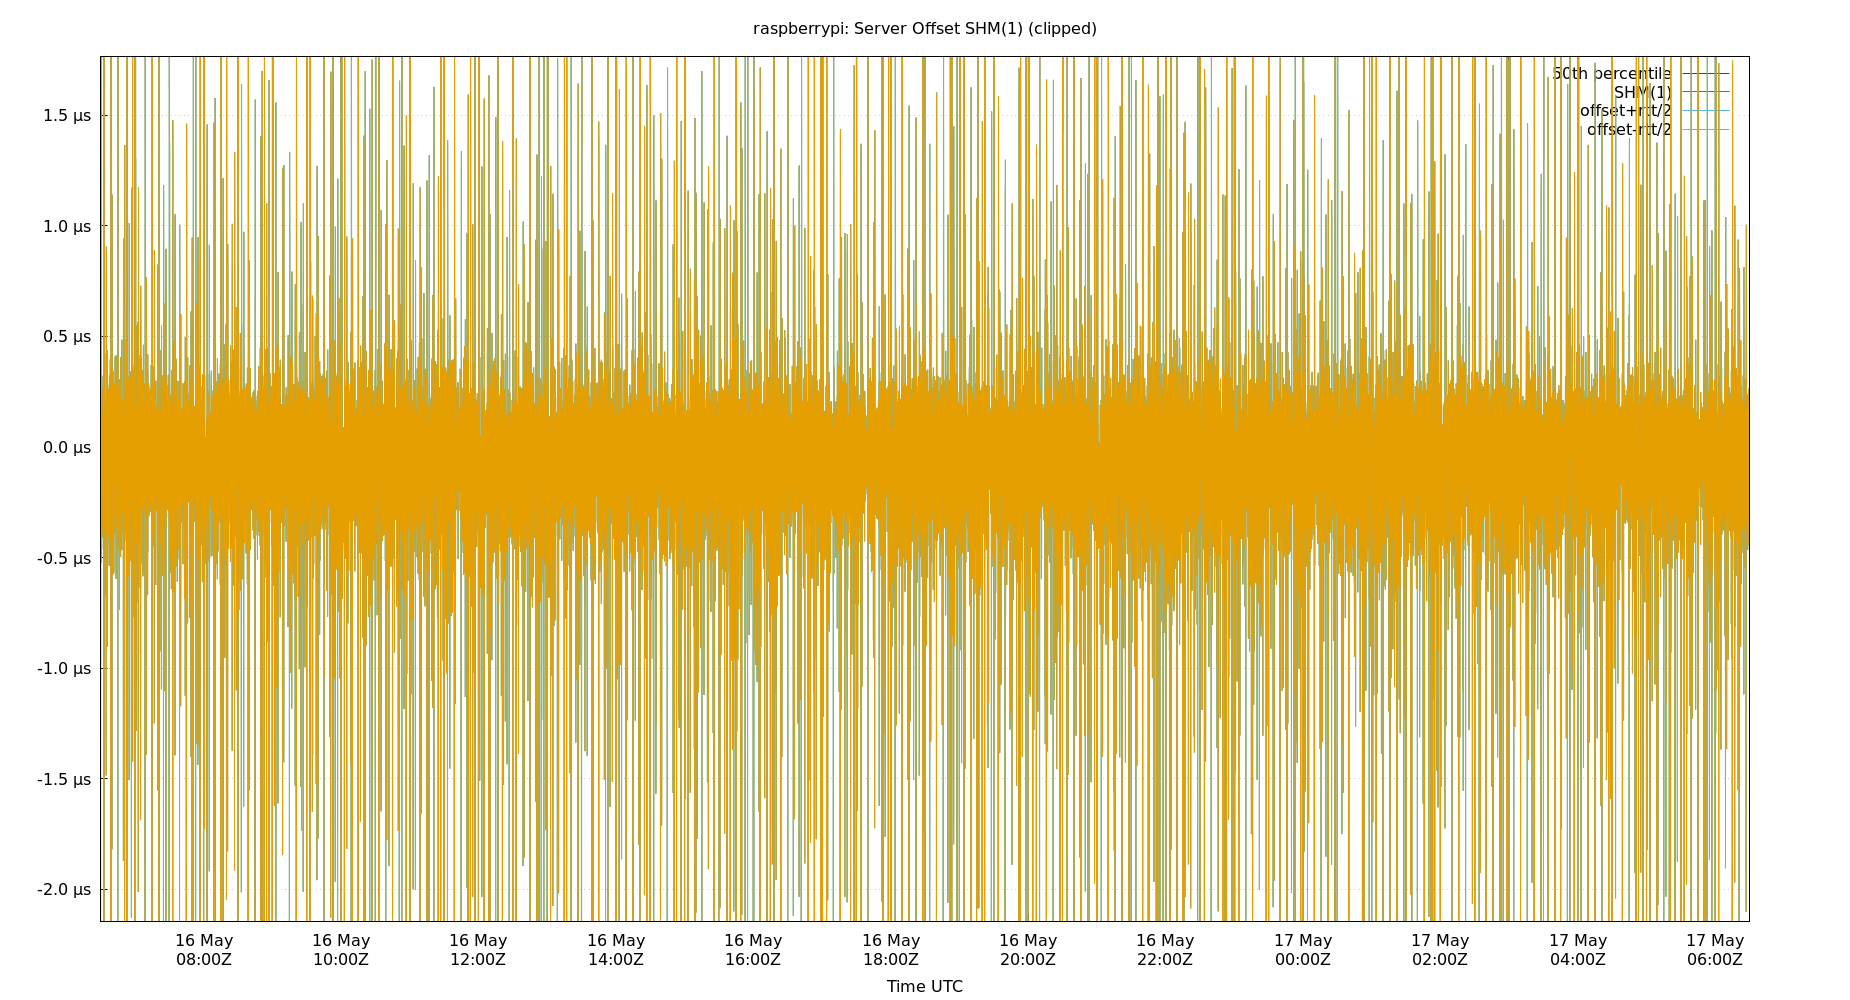 raspberrypi: Server Offset SHM(1) (clipped)
50th percentile
SHM(1)
offset+rtt/2
offset-rtt/2
1.5 µs
1.0 µs
0.5 µs
0.0 µs
-0.5 µs
-1.0 µs
-1.5 µs
-2.0 µs
16 May 16 May 16 May 16 May 16 May 16 May 16 May 16 May 17 May 17 May 17 May 17 May
08:00Z 10:00Z 12:00Z 14:00Z 16:00Z 18:00Z 20:00Z 22:00Z 00:00Z 02:00Z 04:00Z 06:00Z
Time UTC